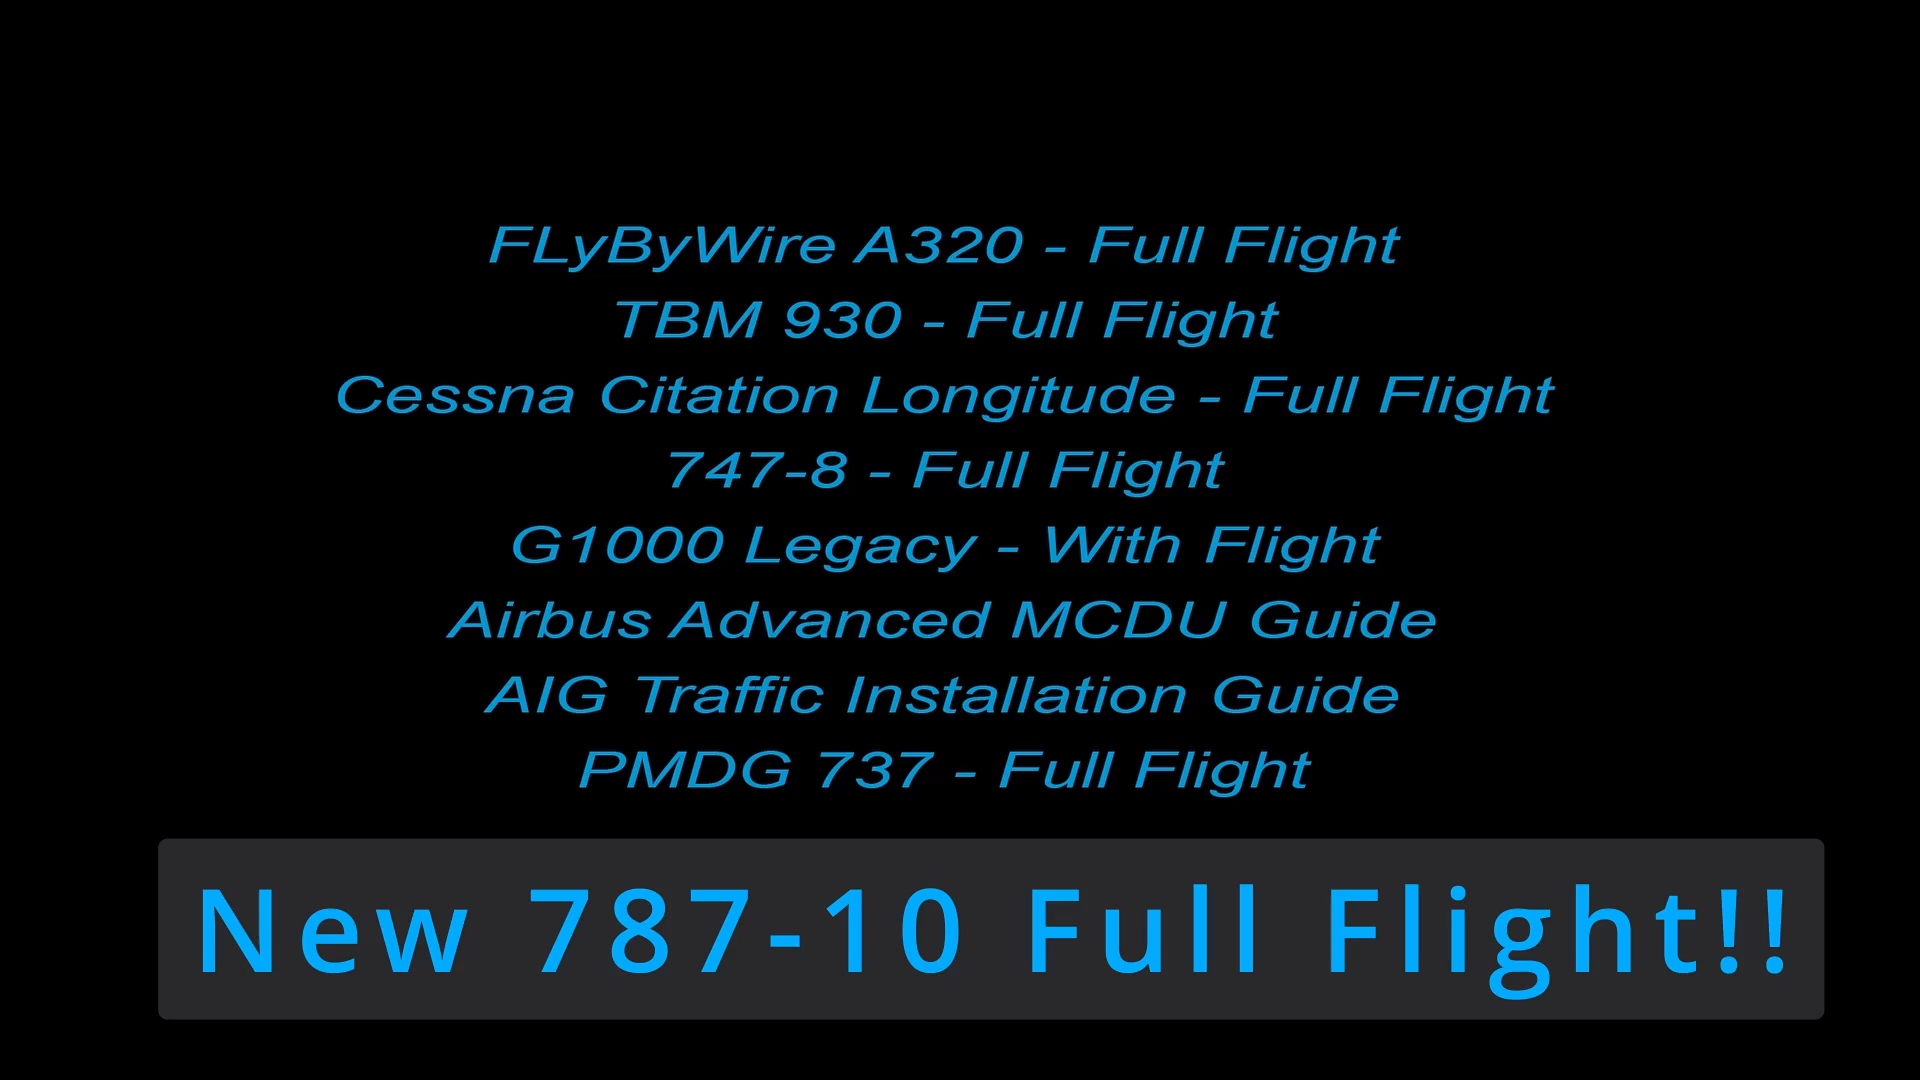 FLyByWire A320 - Full Flight
TBM 930 - Full Flight
Cessna Citation Longitude - Full Flight
747-8 - Full Flight
G1000 Legacy - With Flight
Airbus Advanced MCDU Guide
AIG Traffic Installation Guide
PMDG 737 - Full Flight
New 787-10 Full Flight!!